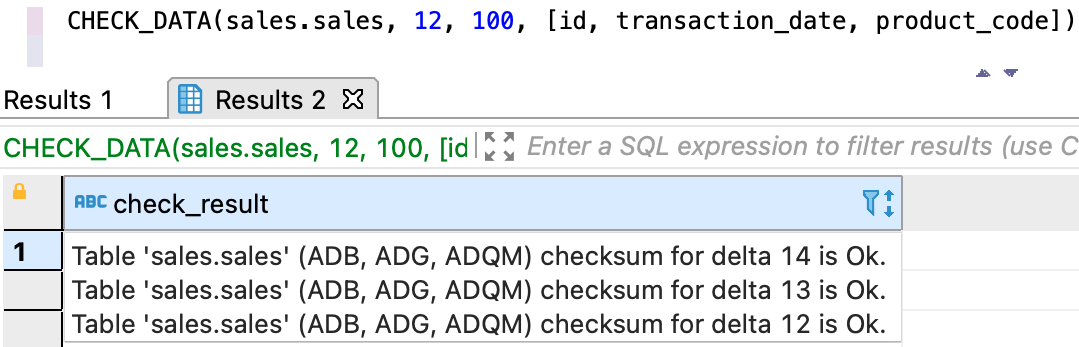 CHECK_DATA(sales.sales, 12, 100, [id, transaction_date, product_code])
Results 1 Results 2
CHECK_DATA(sales.sales, 12, 100, [id Enter a SQL expression to filter results (use C
ABC check_result
1 Table 'sales.sales' (ADB, ADG, ADQM) checksum for delta 14 is Ok.
Table 'sales.sales' (ADB, ADG, ADQM) checksum for delta 13 is Ok.
Table 'sales.sales' (ADB, ADG, ADQM) checksum for delta 12 is Ok.